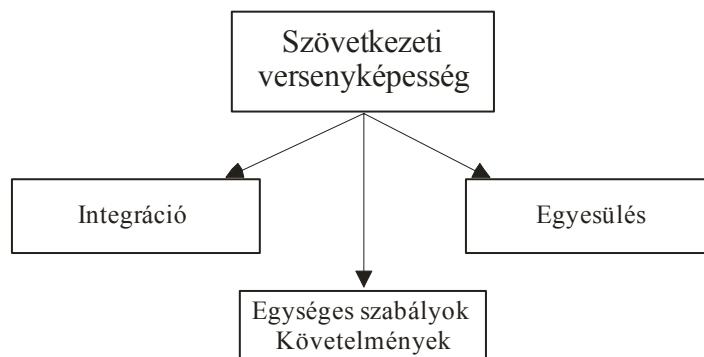 Szövetkezeti
versenyképesség
Integráció
Egyesülés
Egységes szabályok
Követelmények